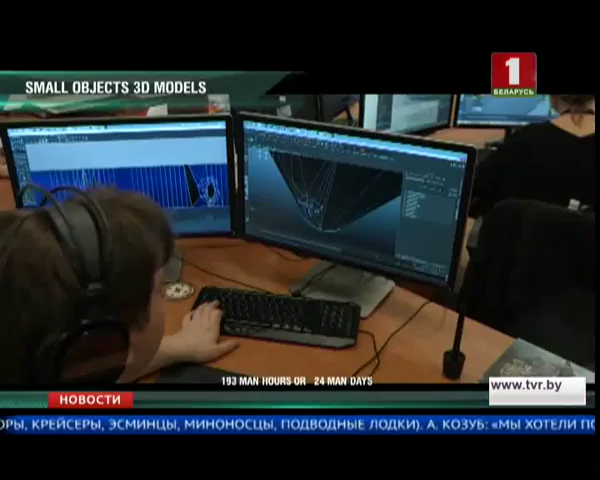 SMALL OBJECTS 3D MODELS
1
БЕЛАРУСЬ
193 MAN HOURS OR 24 MAN DAYS
www.tvr.by
НОВОСТИ
ОРЫ, КРЕЙСЕРЫ, ЭСМИНЦЫ, МИНОНОСЦЫ, ПОДВОДНЫЕ ЛОДКИ). А. КОЗУБ: «МЫ ХОТЕЛИ ПО